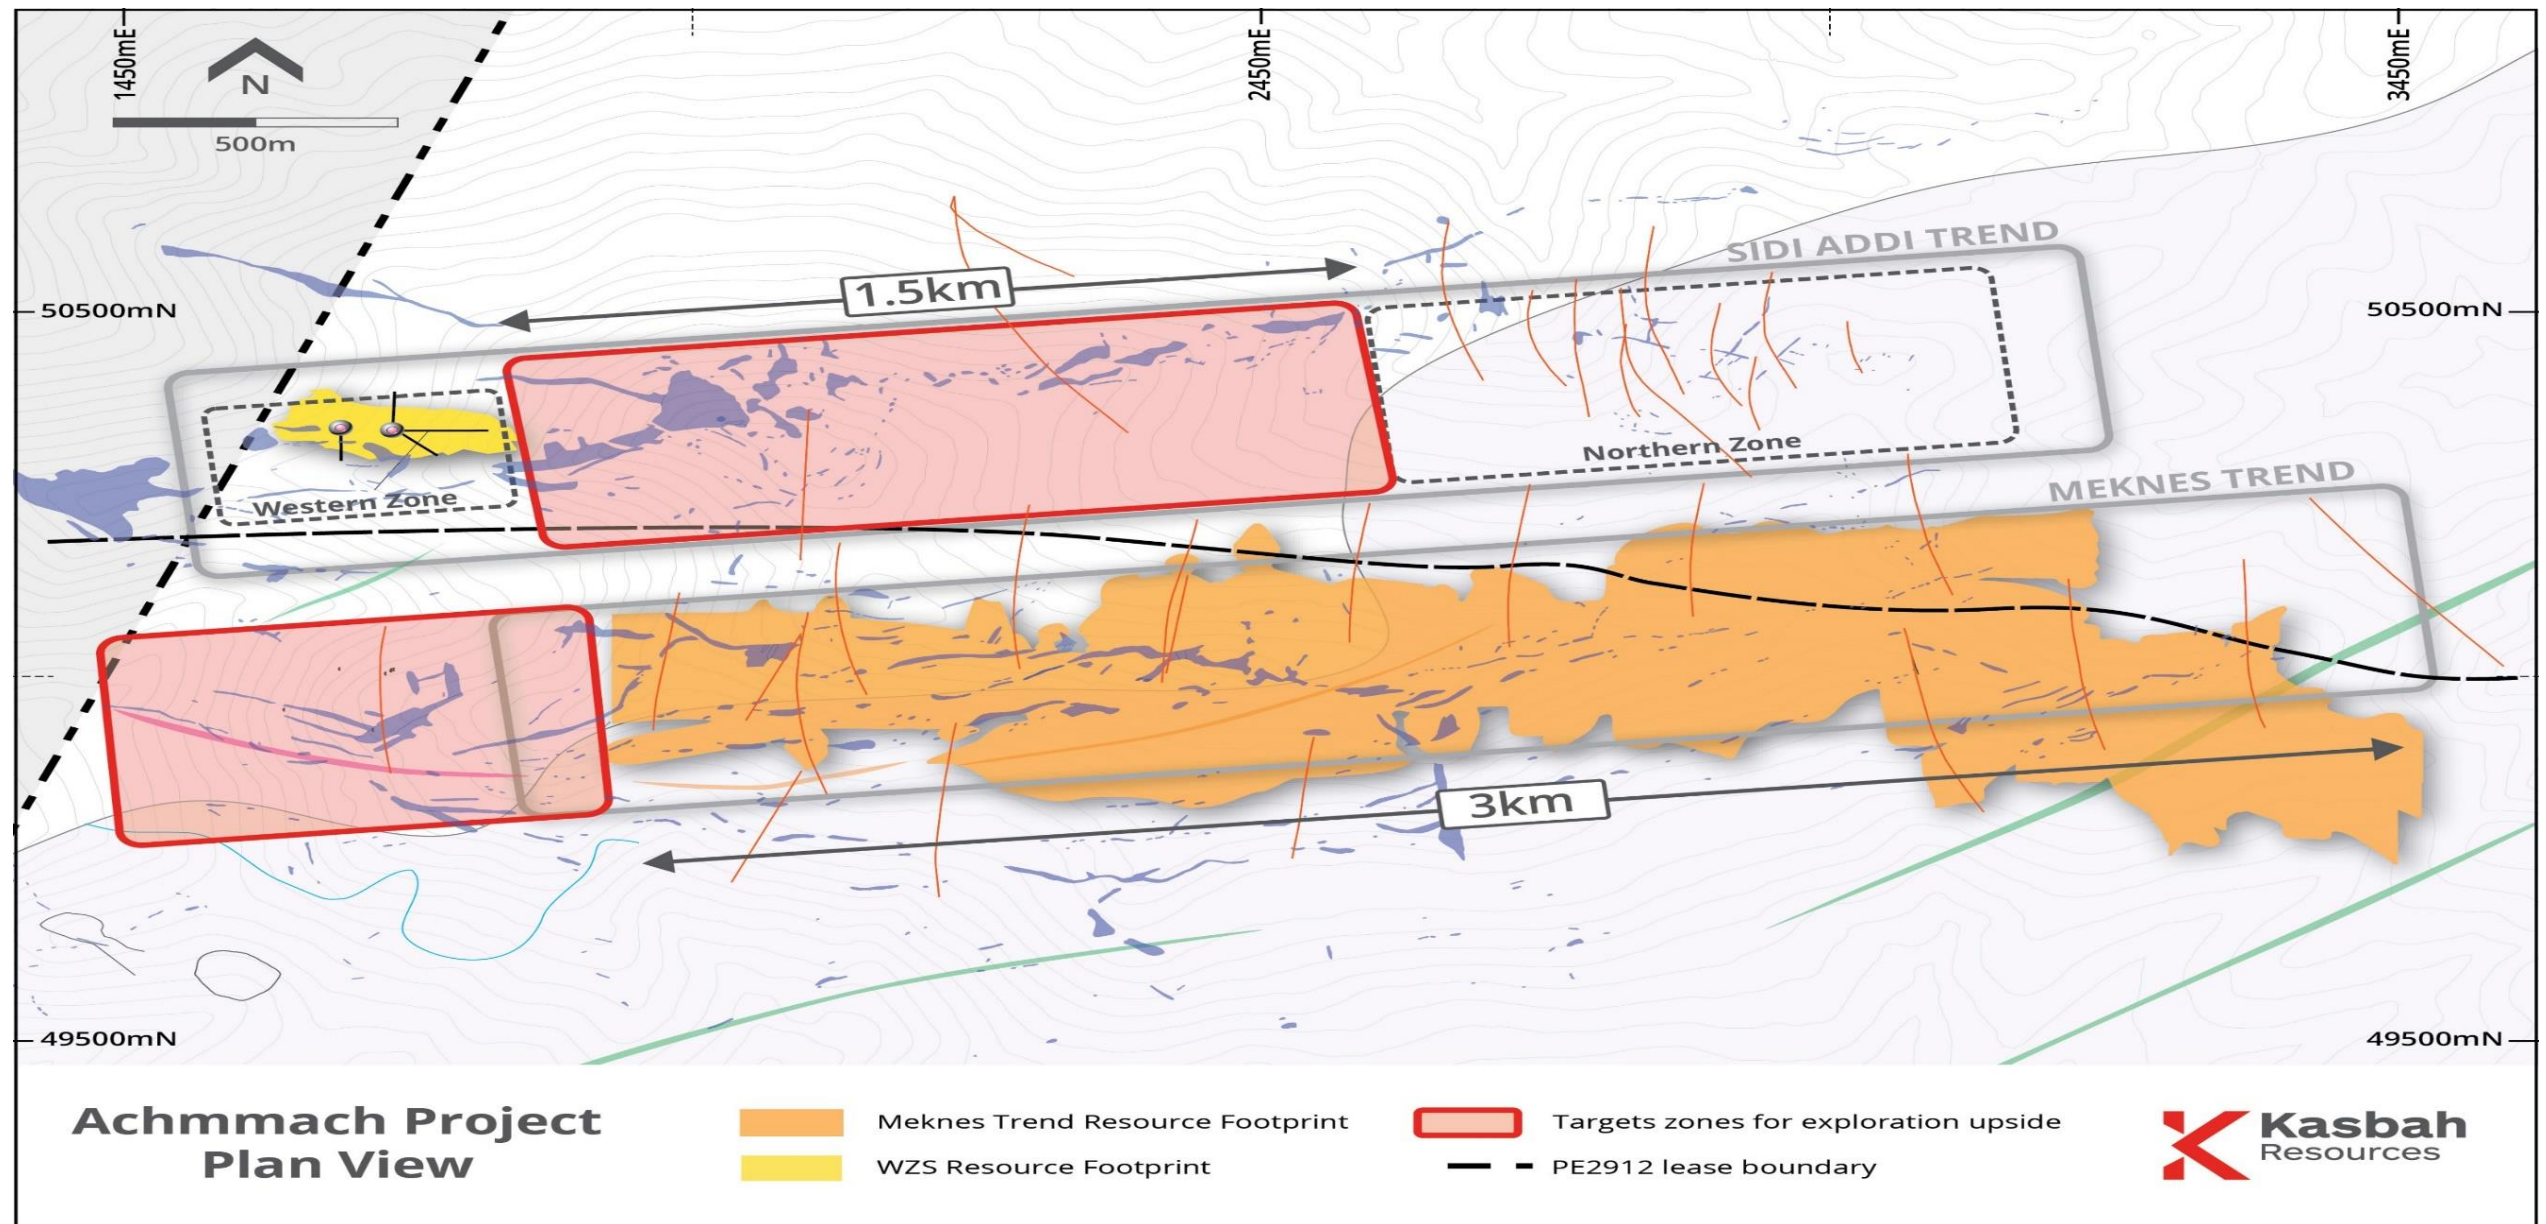 1450mE
2450mE
3450mE
N
500m
SIDI ADDI TREND
1.5km
50500mN
50500mN
Northern Zone
MEKNES TREND
Western Zone
3km
49500mN
49500mN
Achmmach Project
Plan View
Meknes Trend Resource Footprint
WZS Resource Footprint
Targets zones for exploration upside
PE2912 lease boundary
Kasbah
Resources